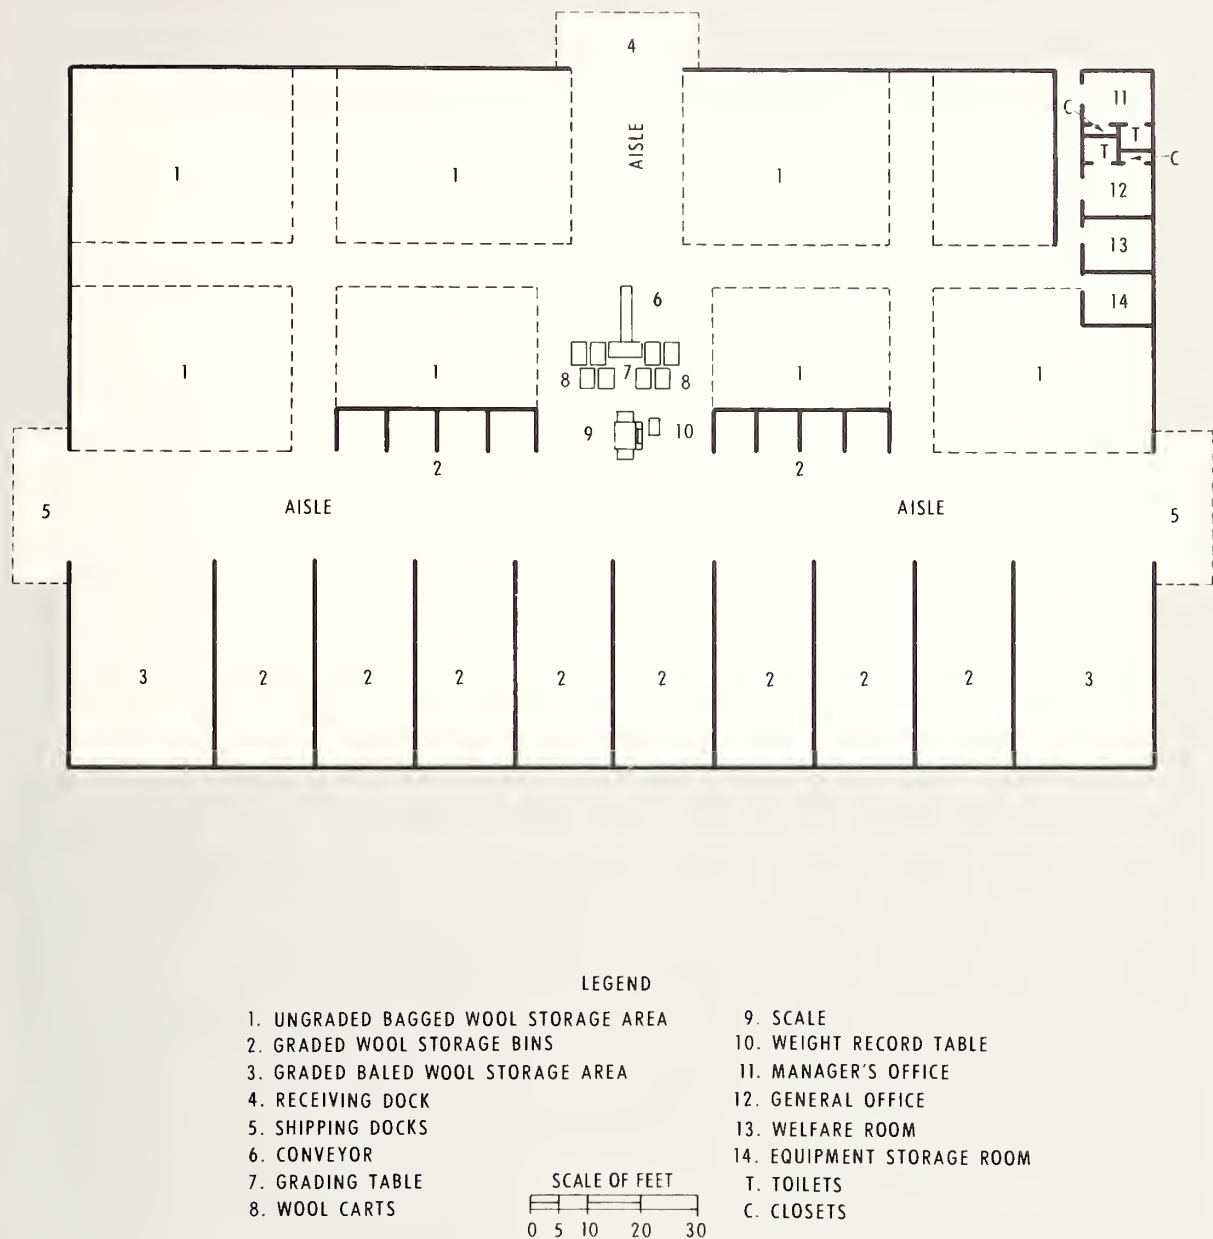 4
11
C
AISLE
T
1
1
1
T
C
12
13
14
6
1
1
8
7
8
1
1
9
10
2
2
5
AISLE
AISLE
5
3
2
2
2
2
2
2
2
2
3
LEGEND
1. UNGRADED BAGGED WOOL STORAGE AREA
2. GRADED WOOL STORAGE BINS
3. GRADED BALED WOOL STORAGE AREA
4. RECEIVING DOCK
5. SHIPPING DOCKS
6. CONVEYOR
7. GRADING TABLE
8. WOOL CARTS
9. SCALE
10. WEIGHT RECORD TABLE
11. MANAGER'S OFFICE
12. GENERAL OFFICE
13. WELFARE ROOM
14. EQUIPMENT STORAGE ROOM
T. TOILETS
C. CLOSETS
SCALE OF FEET
0 5 10 20 30